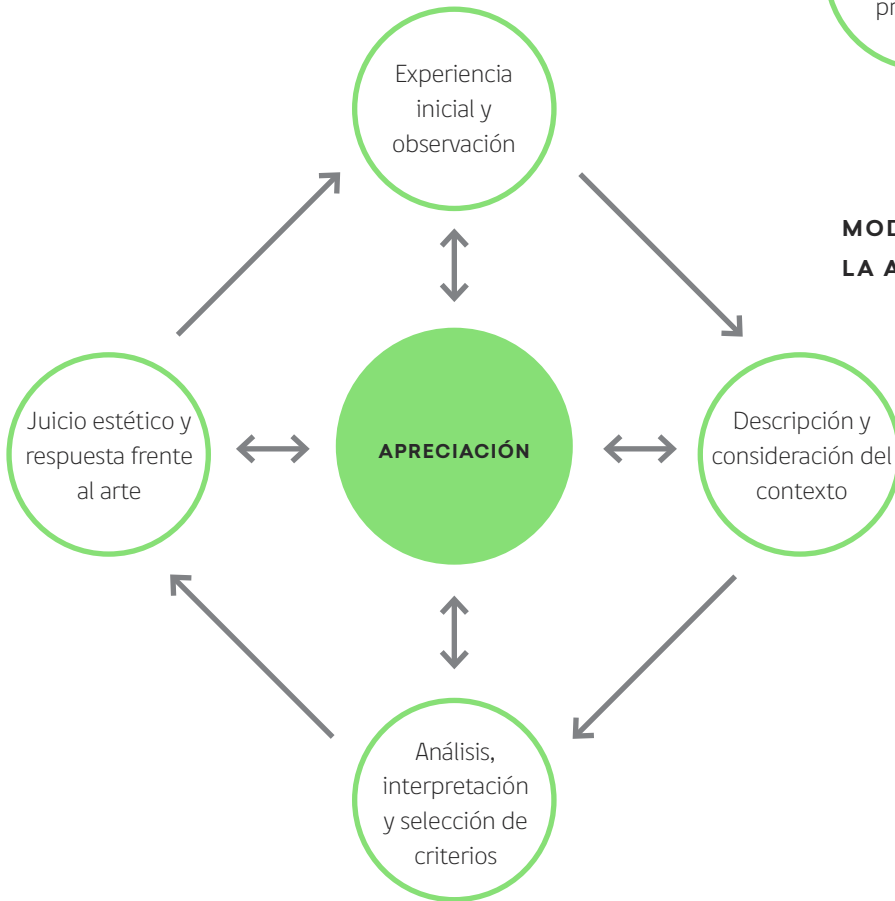 Experiencia
inicial y
observación
Juicio estético y
respuesta frente
al arte
APRECIACIÓN
Descripción y
consideración del
contexto
Análisis,
interpretación
y selección de
criterios
LA